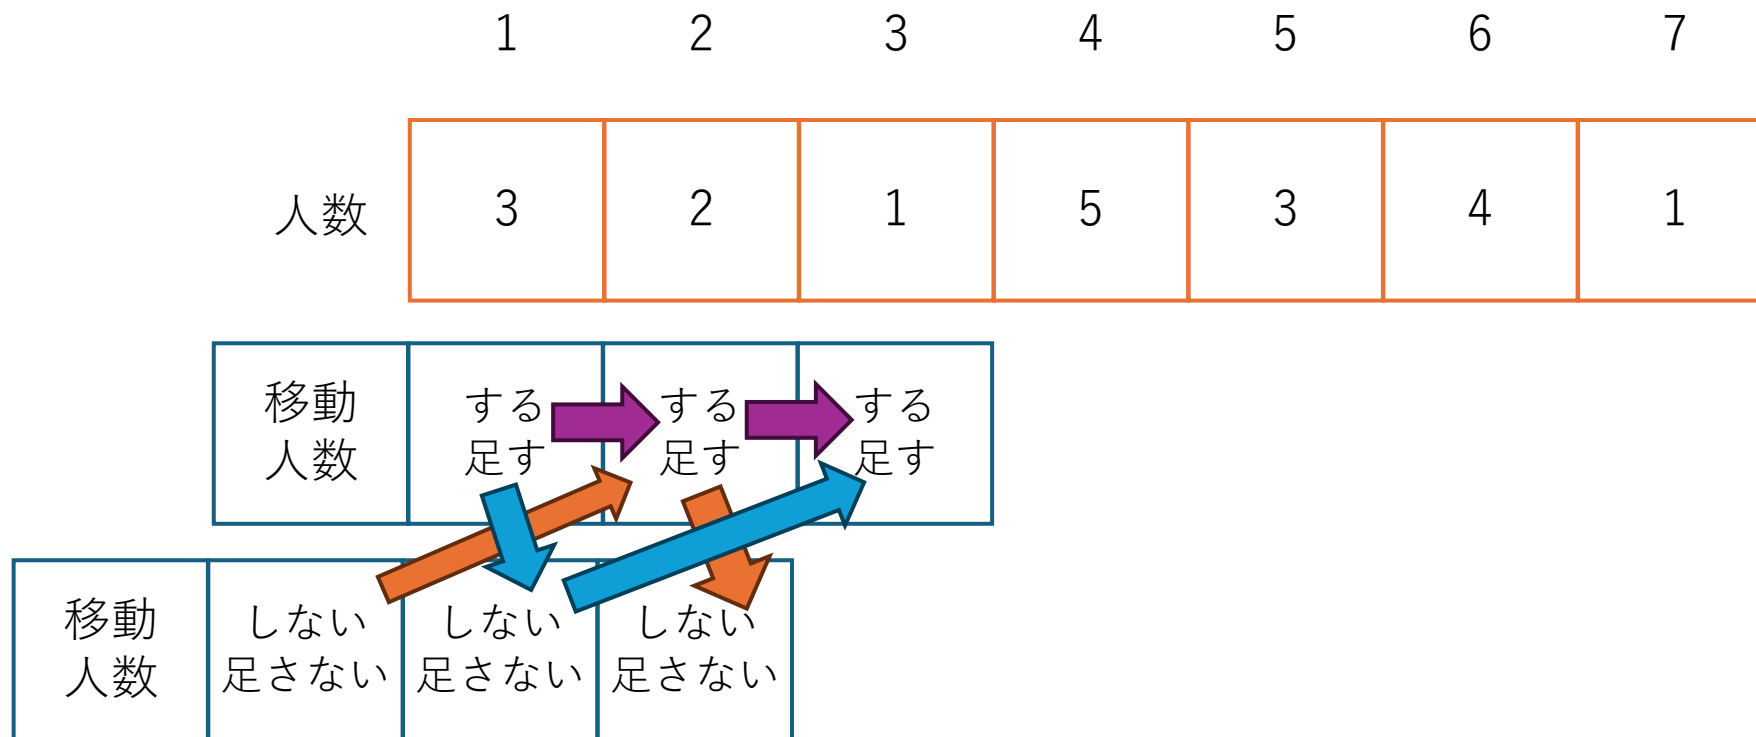 1 2 3 4 5 6 7
人数 3 2 1 5 3 4 1
移動 する する する
人数 足す 足す 足す
移動 しない しない しない
人数 足さない 足さない 足さない